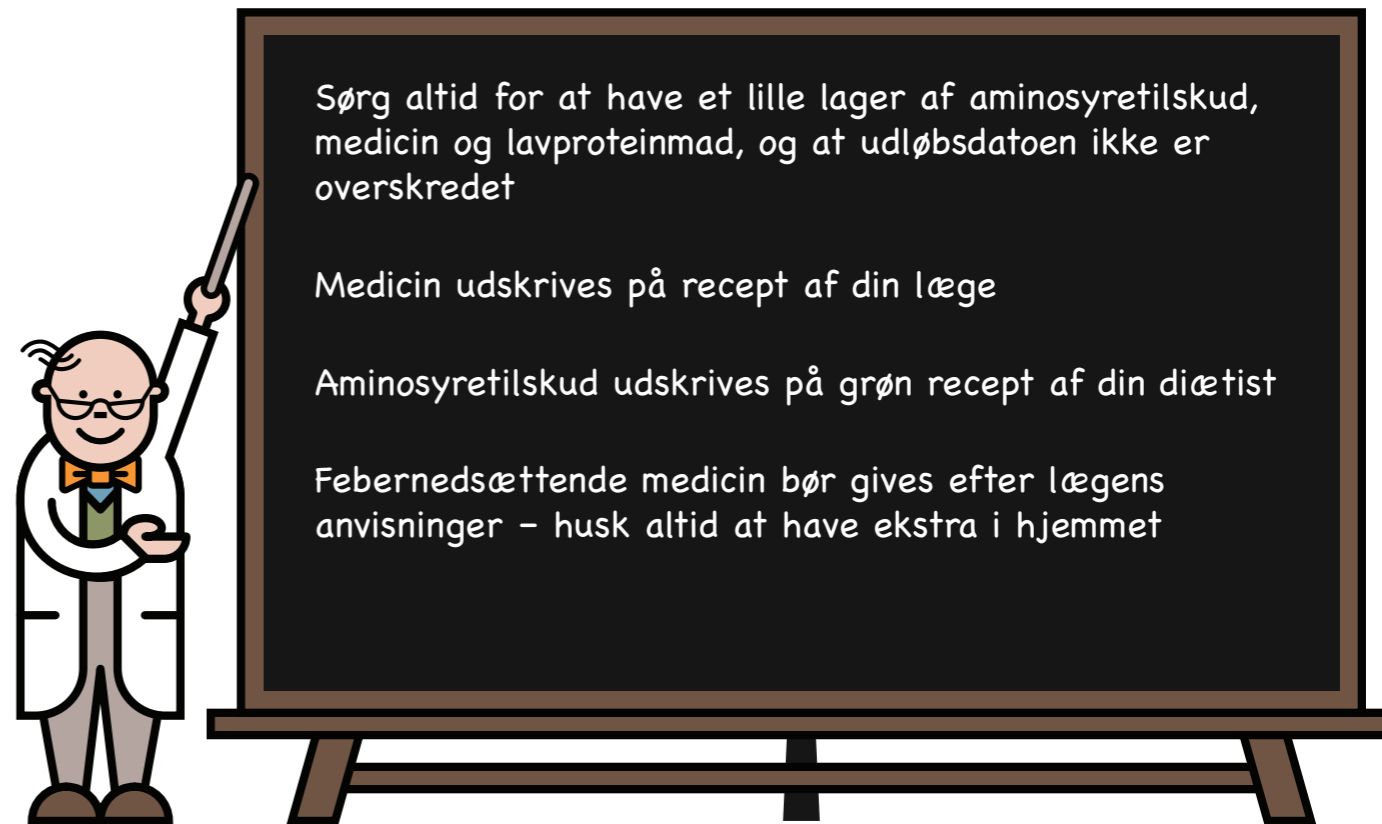 Sørg altid for at have et lille lager af aminosyretilskud,
medicin og lavproteinmad, og at udløbsdatoen ikke er
overskredet
Medicin udskrives på recept af din læge
Aminosyretilskud udskrives på grøn recept af din diætist
Febernedsættende medicin bør gives efter lægens
anvisninger – husk altid at have ekstra i hjemmet